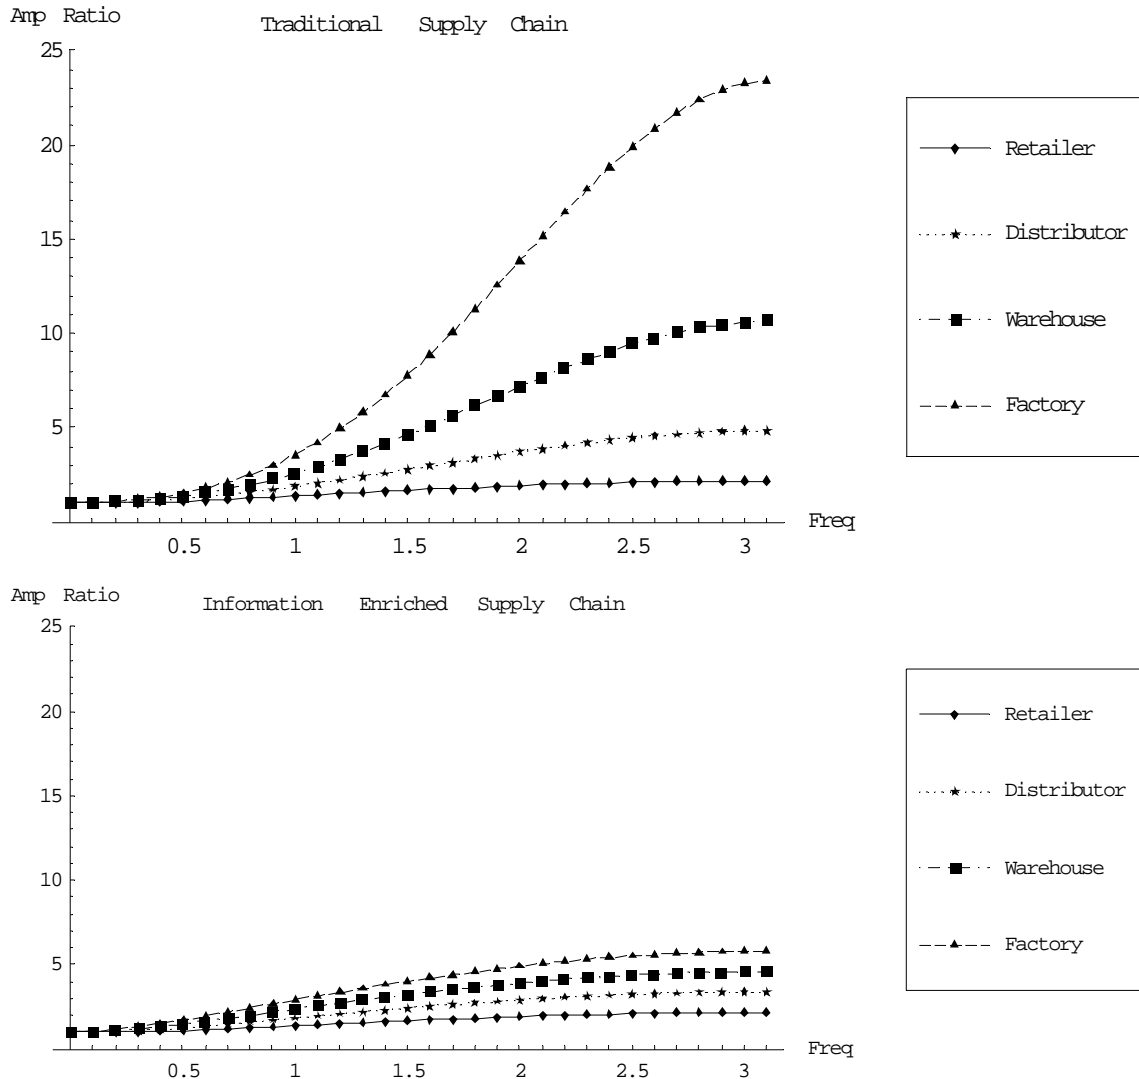 Amp Ratio
Traditional Supply Chain
25
20
15
10
5
0.5 1 1.5 2 2.5 3
Freq
Retailer
Distributor
Warehouse
Factory
Amp Ratio
Information Enriched Supply Chain
25
20
15
10
5
0.5 1 1.5 2 2.5 3
Freq
Retailer
Distributor
Warehouse
Factory